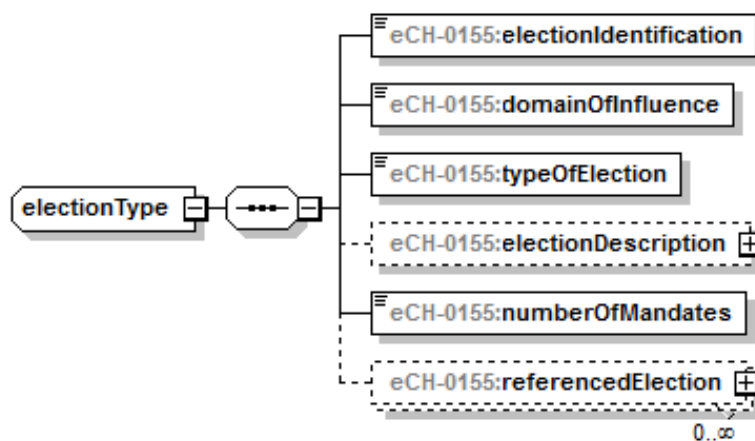 eCH-0155:electionIdentification
eCH-0155:domainOfInfluence
eCH-0155:typeOfElection
electionType
eCH-0155:electionDescription
eCH-0155:numberOfMandates
eCH-0155:referencedElection
0..∞